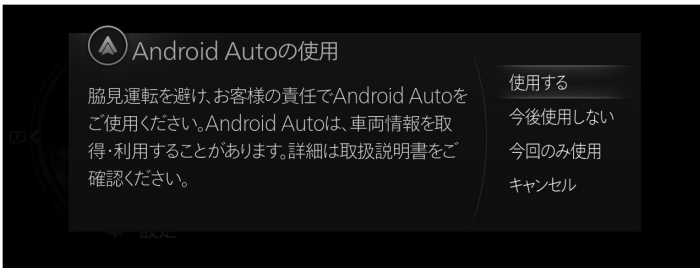 Android Autoの使用
脇見運転を避け、お客様の責任でAndroid Autoを
ご使用ください。Android Autoは、車両情報を取
得・利用することがあります。詳細は取扱説明書をご
確認ください。
使用する
今後使用しない
今回のみ使用
キャンセル
設定